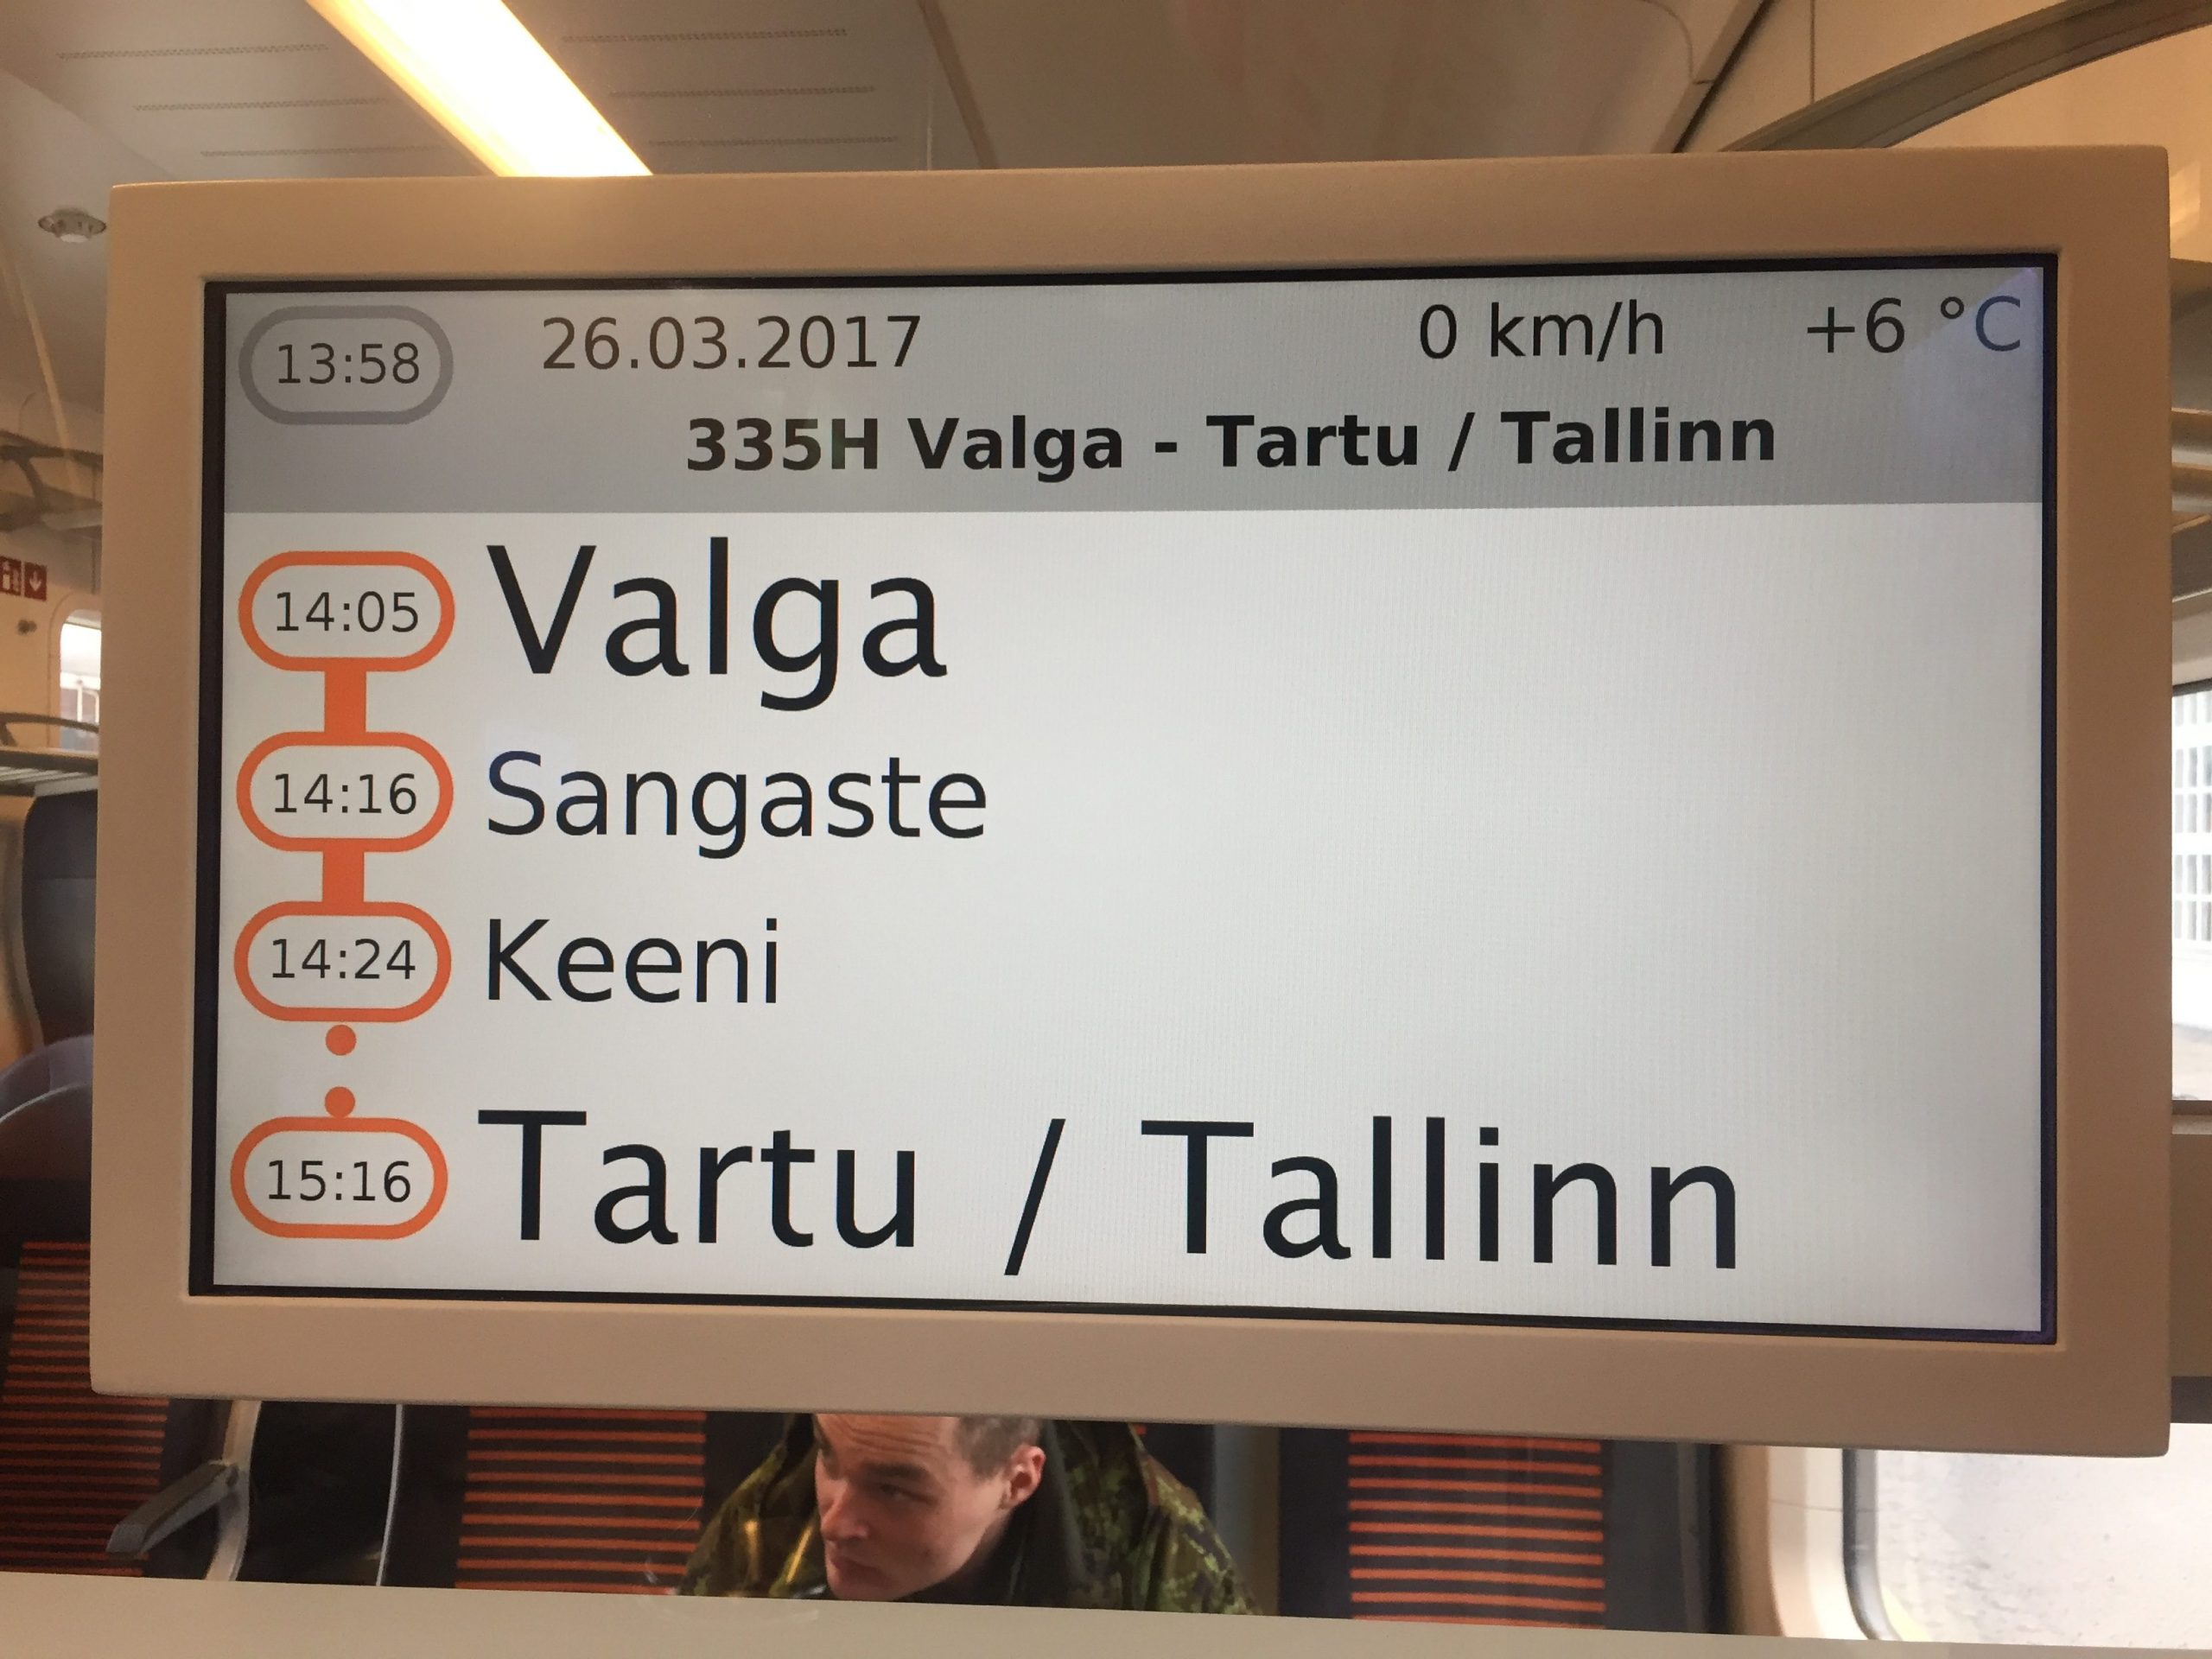 13:58 26.03.2017 0 km/h +6 °C
335H Valga - Tartu / Tallinn
14:05 Valga
14:16 Sangaste
14:24 Keeni
15:16 Tartu / Tallinn